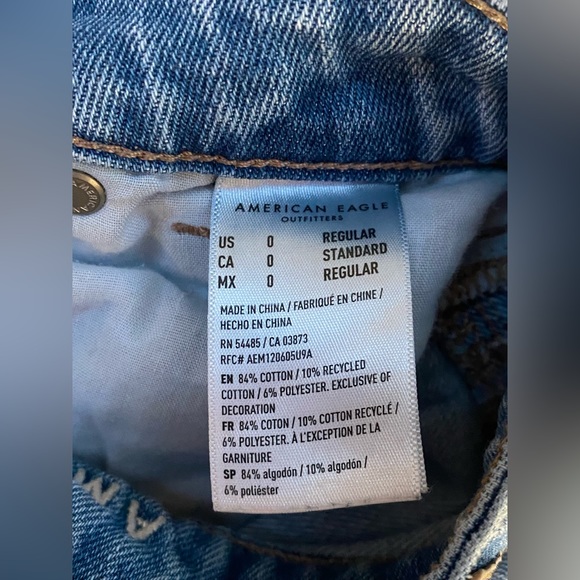 AMERICAN EAGLE
OUTFITTERS
US 0 REGULAR
CA 0 STANDARD
MX 0 REGULAR
MADE IN CHINA / FABRIQUÉ EN CHINE /
HECHO EN CHINA
RN 54485 / CA 03873
RFC# AEM120605U9A
EN 84% COTTON / 10% RECYCLED
COTTON / 6% POLYESTER. EXCLUSIVE OF
DECORATION
FR 84% COTON / 10% COTTON RECYCLÉ /
6% POLYESTER. À L'EXCEPTION DE LA
GARNITURE
SP 84% algodón / 10% algodón /
6% poliéster
AM